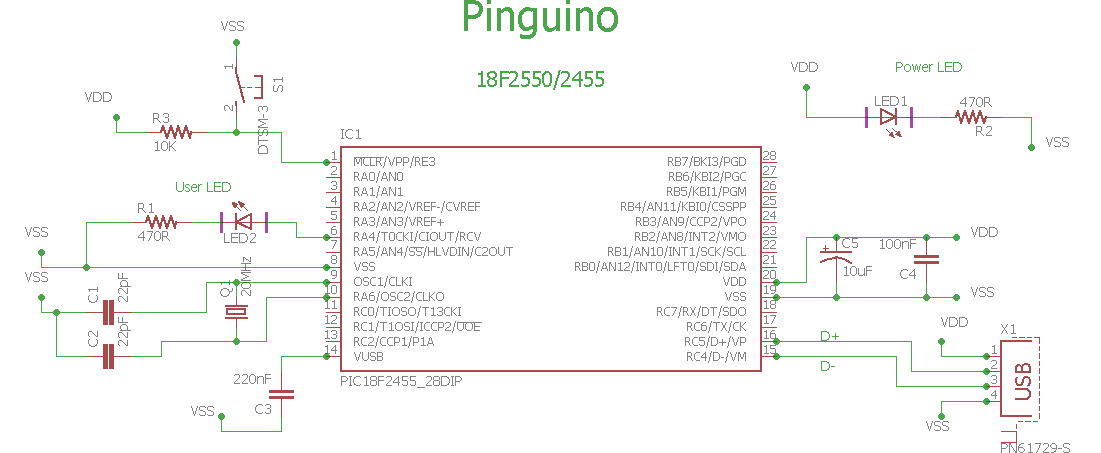 Pinguino
18F2550/2455
VSS
1
2
S1
DTSM-3
VDD
R3
10K
User LED
R1
470R
LED2
VSS
VSS
C1
22pF
C2
22pF
Q1
20MHz
220nF
C3
VSS
IC1
1 MCLR/VPP/RE3
2 RA0/AN0
3 RA1/AN1
4 RA2/AN2/VREF-/CVREF
5 RA3/AN3/VREF+
6 RA4/T0CKI/CIOUT/RCV
7 RA5/AN4/SS/HLVDIN/C2OUT
8 VSS
9 OSC1/CLKI
10 RA6/OSC2/CLKO
11 RC0/TIOSO/T13CKI
12 RC1/T1OSI/ICCP2/UOE
13 RC2/CCP1/P1A
14 VUSB
RB7/BKI3/PGD 28
RB6/KBI2/PGC 27
RB5/KBI1/PGM 26
RB4/AN11/KBI0/CSSPP 25
RB3/AN9/CCP2/VPO 24
RB2/AN8/INT2/VMO 23
RB1/AN10/INT1/SCK/SCL 22
RB0/AN12/INT0/LFT0/SDI/SDA 21
VDD 20
VSS 19
RC7/RX/DT/SDO 18
RC6/TX/CK 17
RC5/D+/VP 16
RC4/D-/VM 15
PIC18F2455_28DIP
Power LED
VDD
LED1
470R
R2
VSS
+
C5
10uF
100nF
C4
VDD
VSS
D+
D-
VDD
X1
1
2
3
4
USB
VSS
PN61729-S